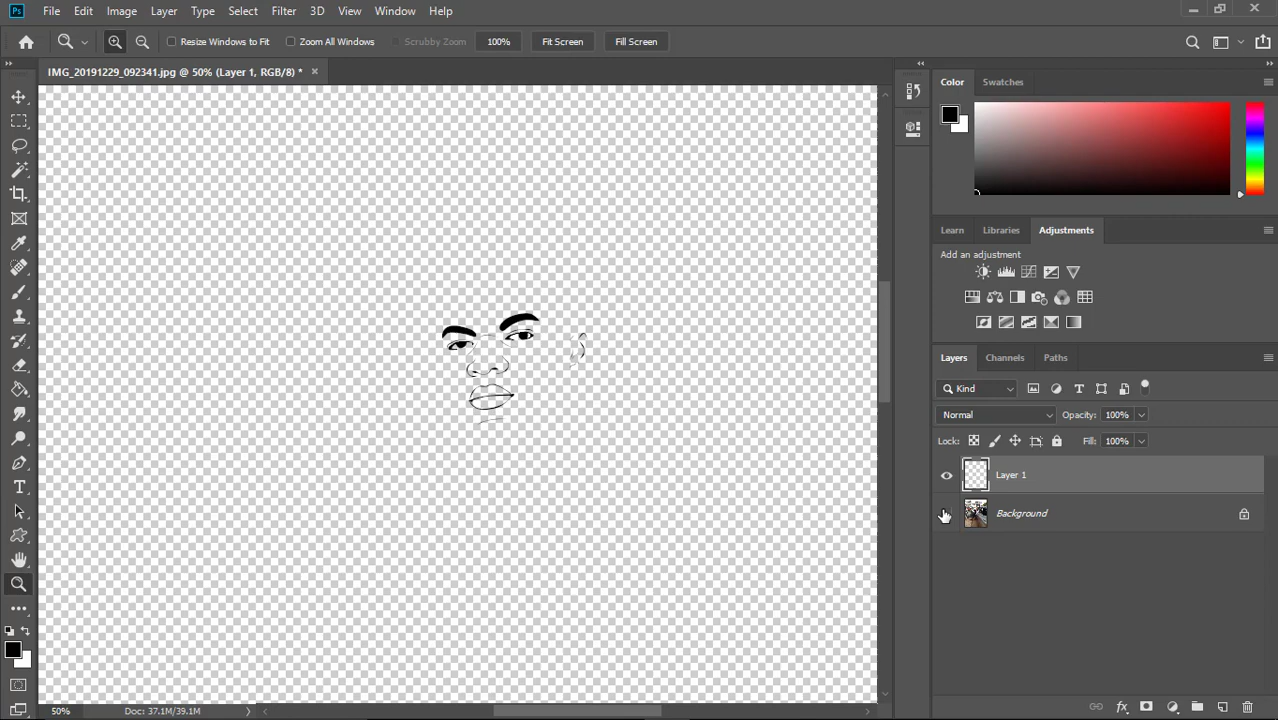 Ps File Edit Image Layer Type Select Filter 3D View Window Help
Resize Windows to Fit Zoom All Windows Scrubby Zoom 100% Fit Screen Fill Screen
IMG_20191229_092341.jpg @ 50% (Layer 1, RGB/8) *
Color Swatches
Learn Libraries Adjustments
Add an adjustment
Layers Channels Paths
Kind
Normal Opacity: 100%
Lock: Fill: 100%
Layer 1
Background
50% Doc: 37.1M/39.1M